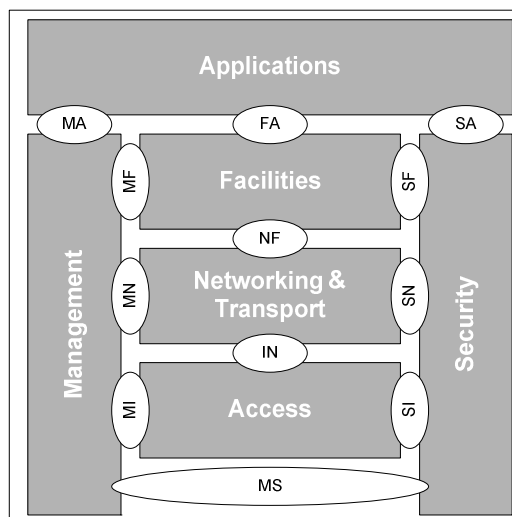 Applications
MA
FA
SA
MF
Facilities
SF
NF
Management
MN
Networking &
Transport
SN
Security
IN
MI
Access
SI
MS